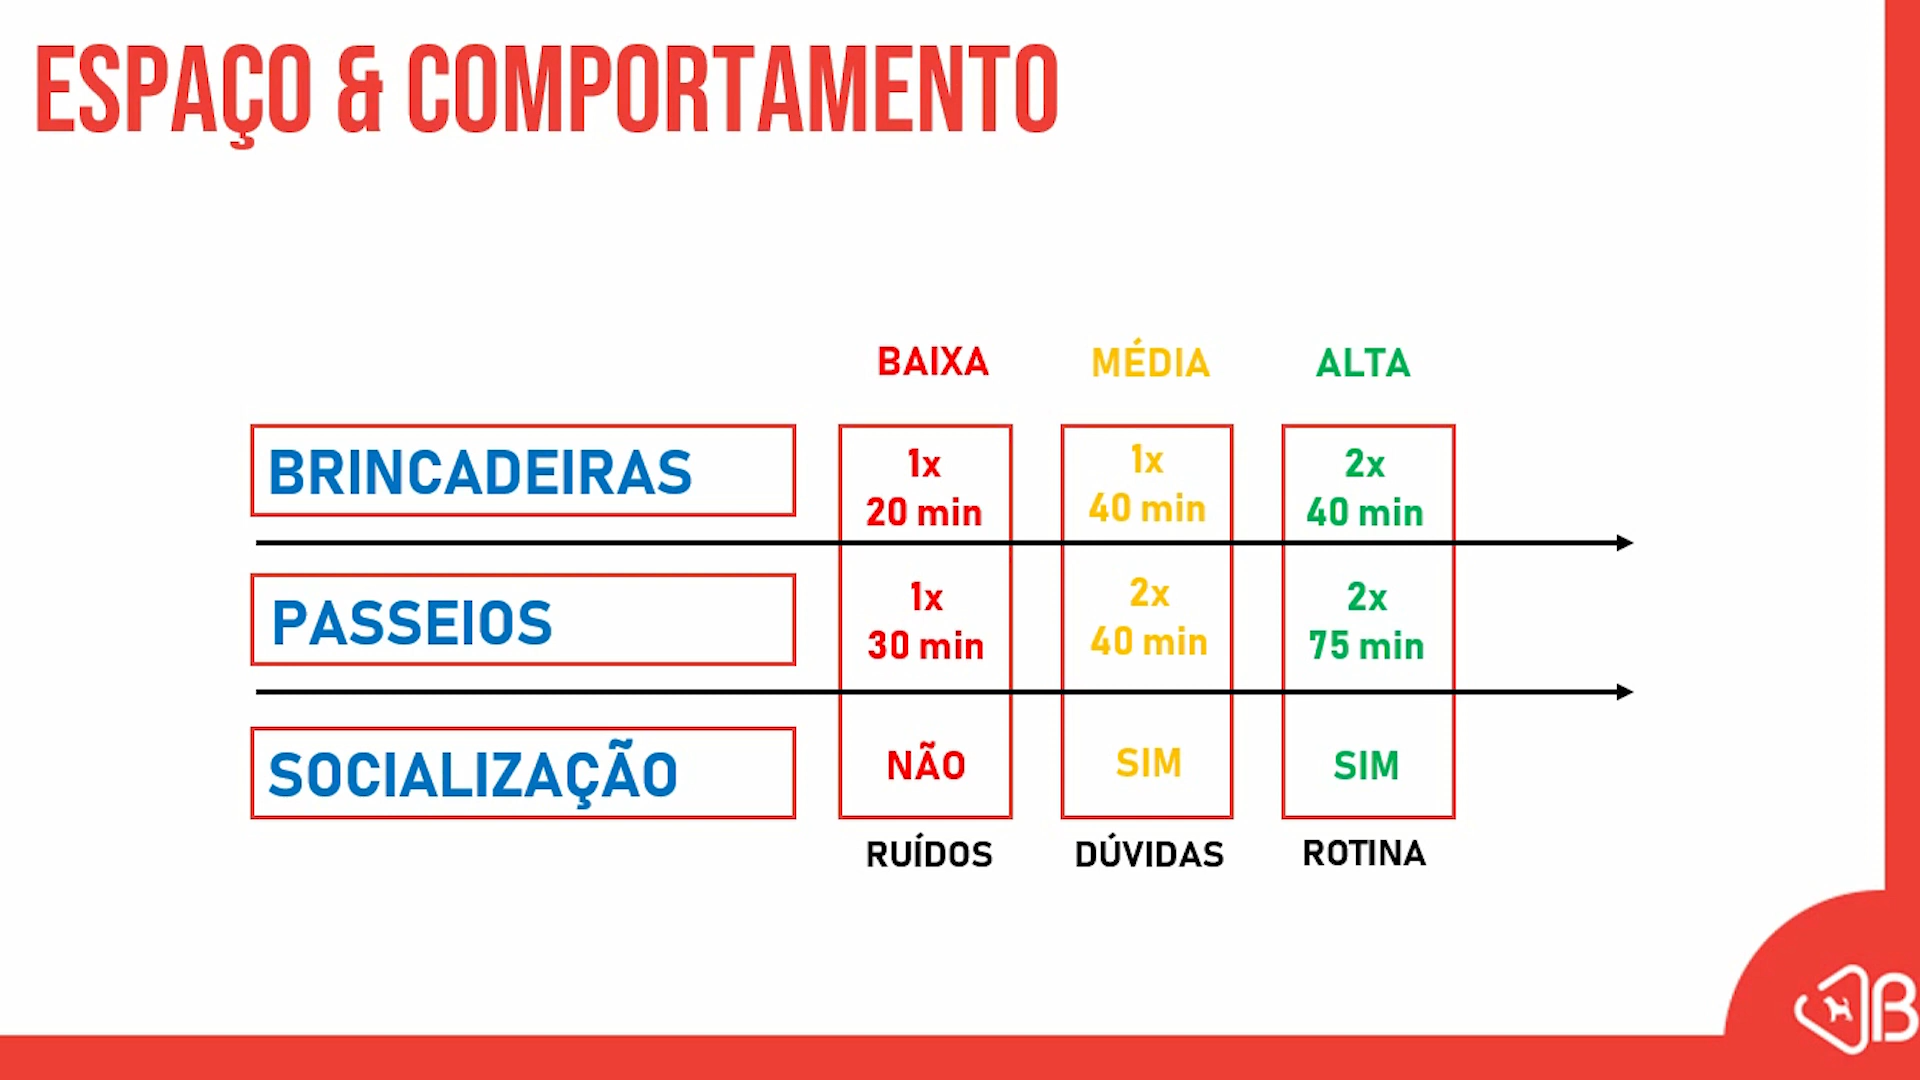 ESPAÇO & COMPORTAMENTO
BAIXA MÉDIA ALTA
BRINCADEIRAS
1x 1x 2x
20 min 40 min 40 min
PASSEIOS
1x 2x 2x
30 min 40 min 75 min
SOCIALIZAÇÃO
NÃO SIM SIM
RUÍDOS DÚVIDAS ROTINA
B